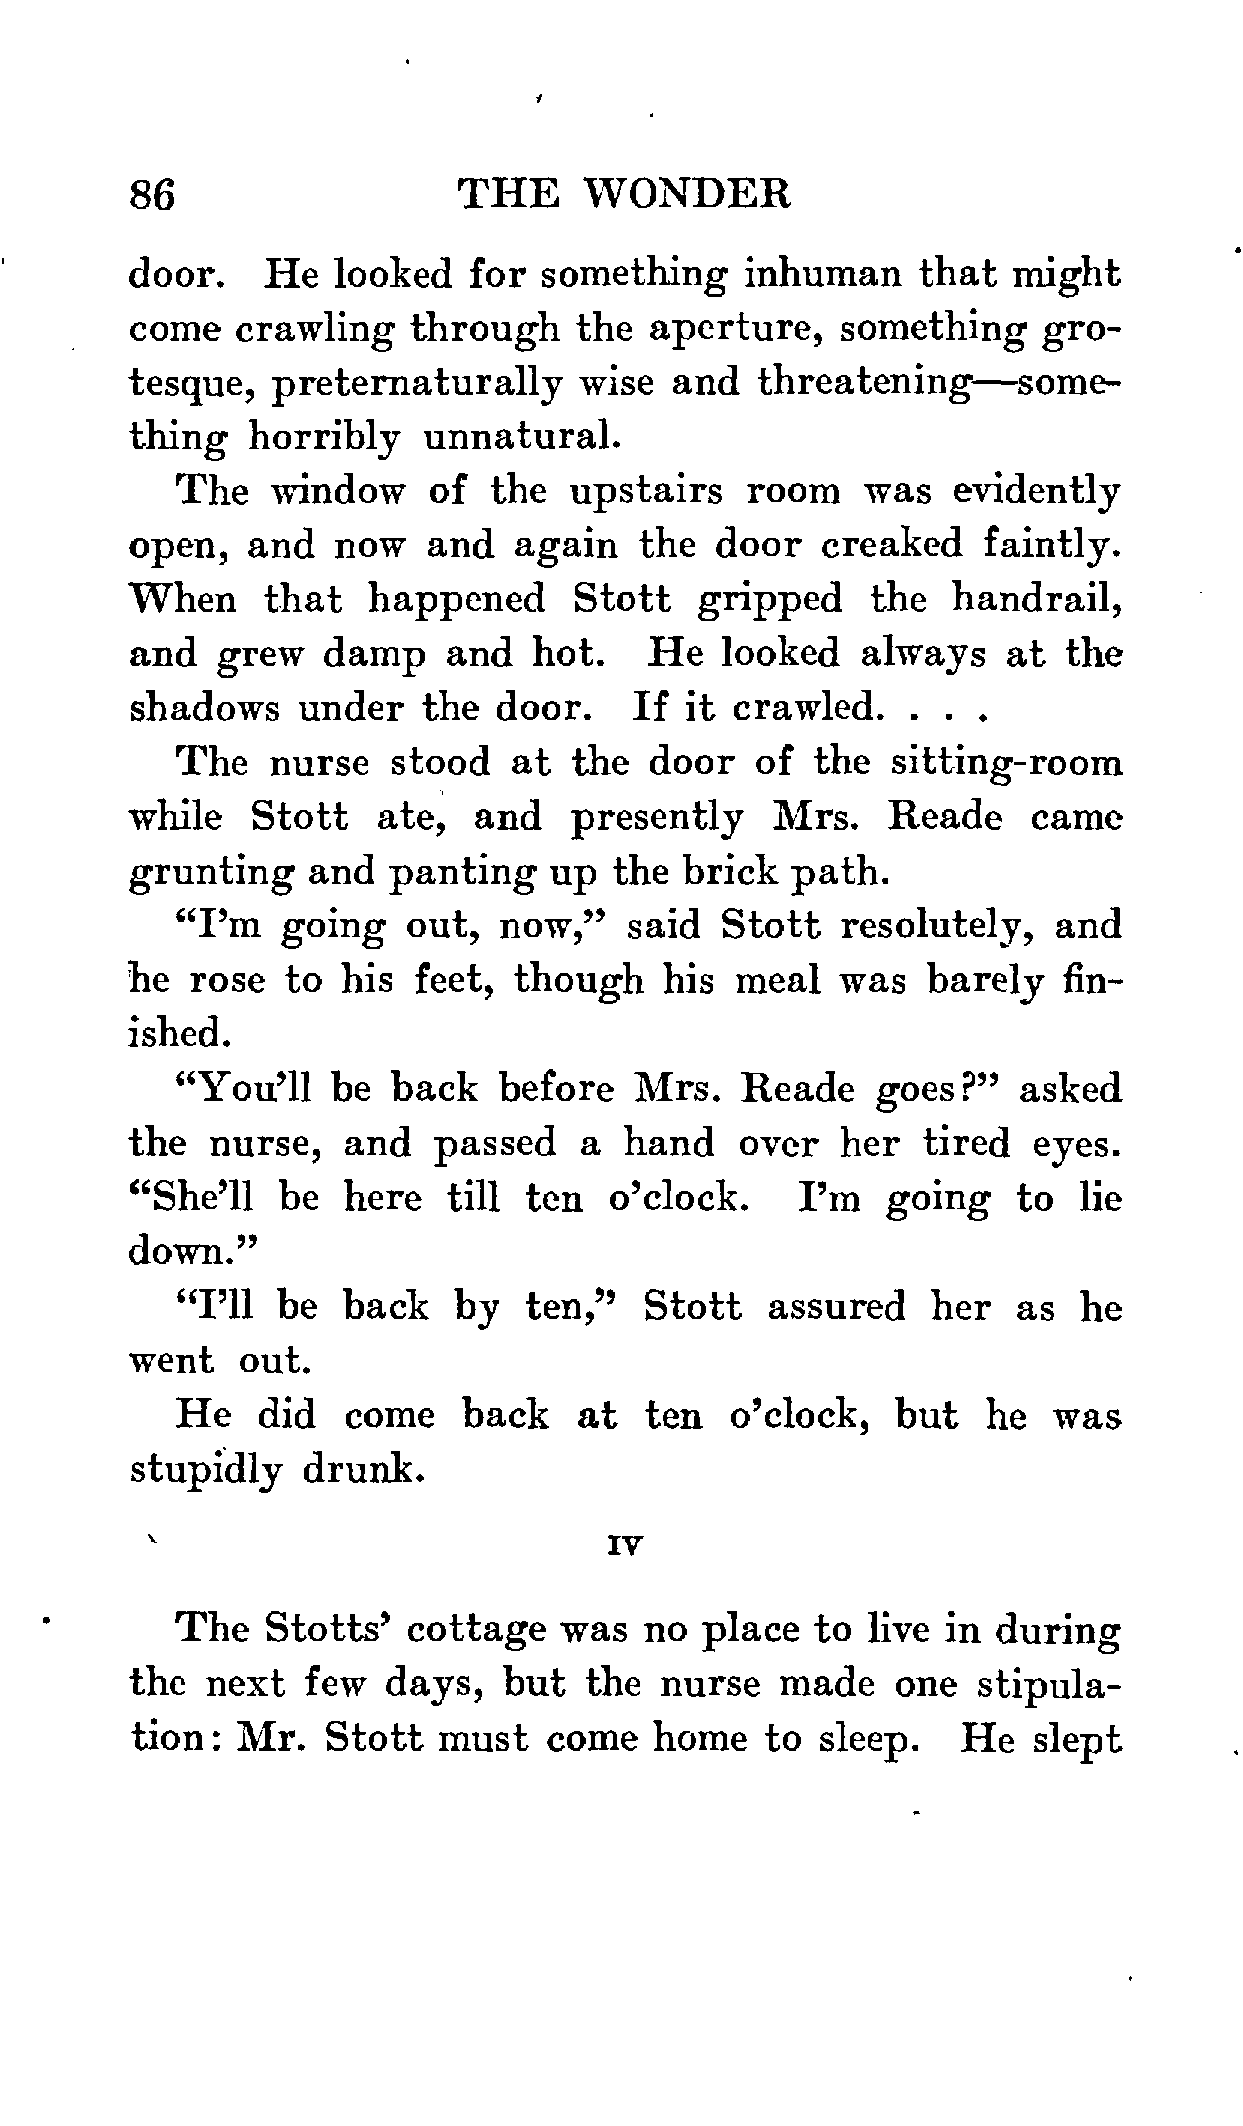 86 THE WONDER
door. He looked for something inhuman that might
come crawling through the aperture, something gro-
tesque, preternaturally wise and threatening—some-
thing horribly unnatural.
The window of the upstairs room was evidently
open, and now and again the door creaked faintly.
When that happened Stott gripped the handrail,
and grew damp and hot. He looked always at the
shadows under the door. If it crawled. . . .
The nurse stood at the door of the sitting-room
while Stott ate, and presently Mrs. Reade came
grunting and panting up the brick path.
“I’m going out, now,” said Stott resolutely, and
he rose to his feet, though his meal was barely fin-
ished.
“You’ll be back before Mrs. Reade goes?” asked
the nurse, and passed a hand over her tired eyes.
“She’ll be here till ten o’clock. I’m going to lie
down.”
“I’ll be back by ten,” Stott assured her as he
went out.
He did come back at ten o’clock, but he was
stupidly drunk.
IV
The Stotts’ cottage was no place to live in during
the next few days, but the nurse made one stipula-
tion: Mr. Stott must come home to sleep. He slept